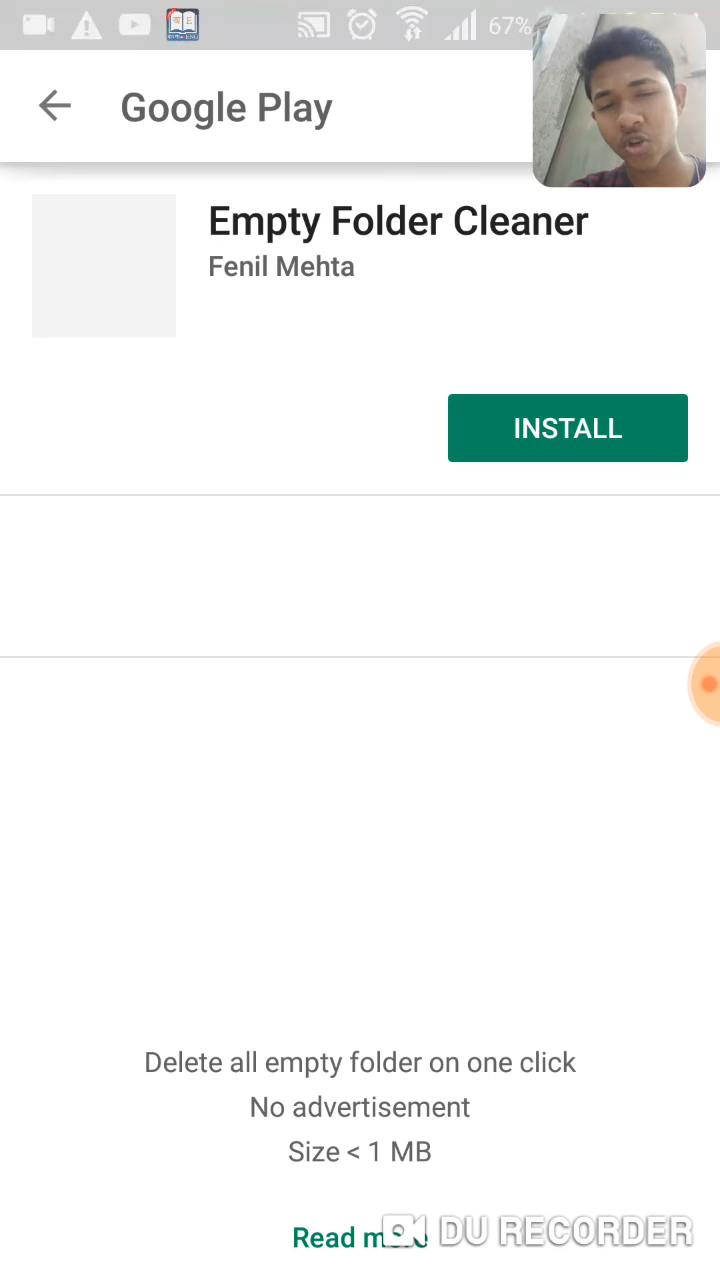 67%
Google Play
Empty Folder Cleaner
Fenil Mehta
INSTALL
Delete all empty folder on one click
No advertisement
Size < 1 MB
Read more
DU RECORDER